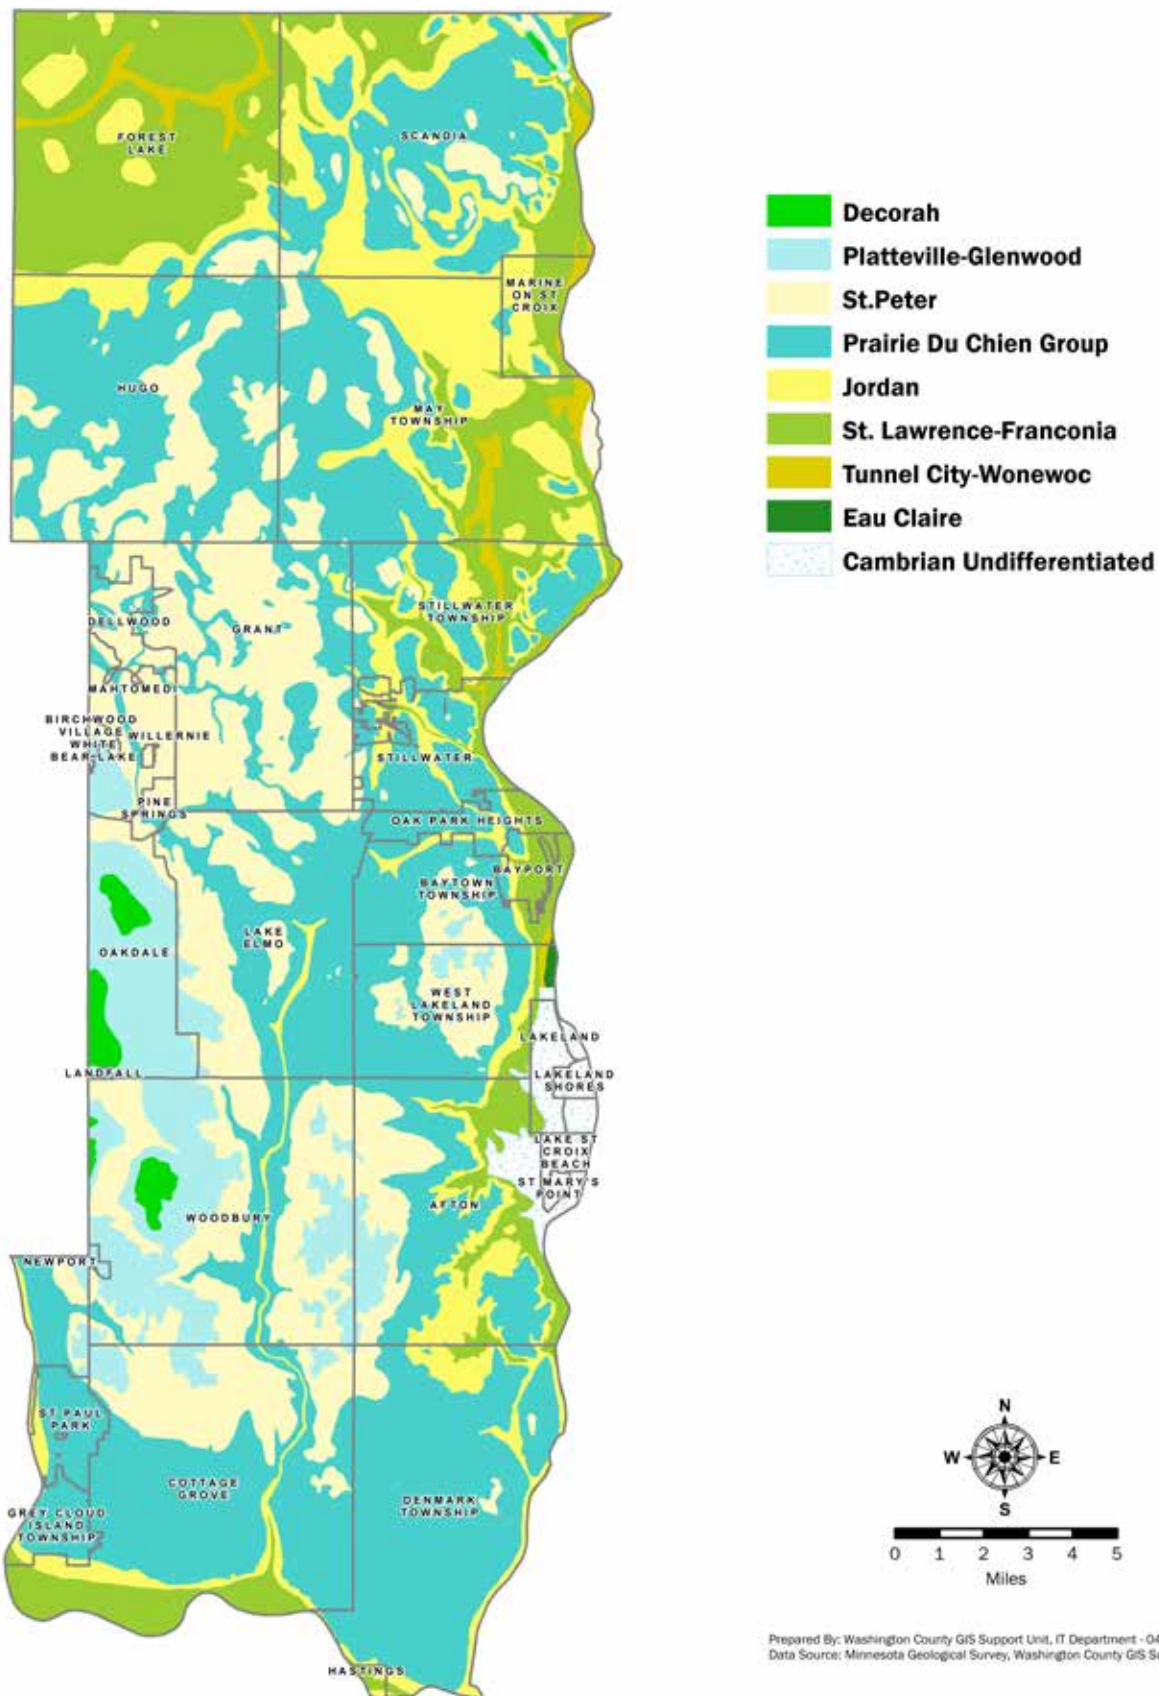 FOREST
LAKE
SCANDIA
MARINE
ON ST
CROIX
HUGO
MAY
TOWNSHIP
STILLWATER
TOWNSHIP
DELLWOOD
GRANT
MAHTOMEDI
BIRCHWOOD
VILLAGE
WHITE
BEAR LAKE
WILLERNIE
STILLWATER
PINE
SPRINGS
OAK PARK HEIGHTS
BAYPORT
BAYTOWN
TOWNSHIP
LAKE
ELMO
OAKDALE
WEST
LAKELAND
TOWNSHIP
LAKELAND
LANDFALL
LAKELAND
SHORES
LAKE ST
CROIX
BEACH
ST MARY'S
POINT
AFTON
WOODBURY
NEWPORT
ST PAUL
PARK
COTTAGE
GROVE
DENMARK
TOWNSHIP
GREY CLOUD
ISLAND
TOWNSHIP
HASTINGS
Decorah
Platteville-Glenwood
St.Peter
Prairie Du Chien Group
Jordan
St. Lawrence-Franconia
Tunnel City-Wonewoc
Eau Claire
Cambrian Undifferentiated
N
W E
S
0 1 2 3 4 5
Miles
Prepared By: Washington County GIS Support Unit, IT Department - 04
Data Source: Minnesota Geological Survey, Washington County GIS Su